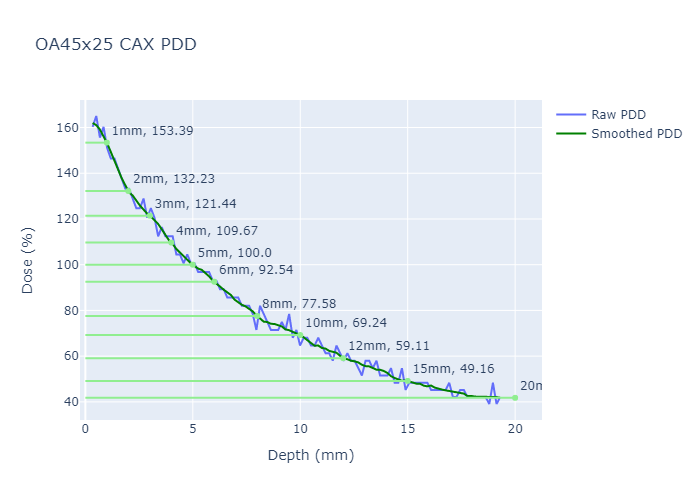 OA45x25 CAX PDD
Raw PDD
Smoothed PDD
1mm, 153.39
2mm, 132.23
3mm, 121.44
4mm, 109.67
5mm, 100.0
6mm, 92.54
8mm, 77.58
10mm, 69.24
12mm, 59.11
15mm, 49.16
20m
160
140
120
100
80
60
40
Dose (%)
0
5
10
15
20
Depth (mm)